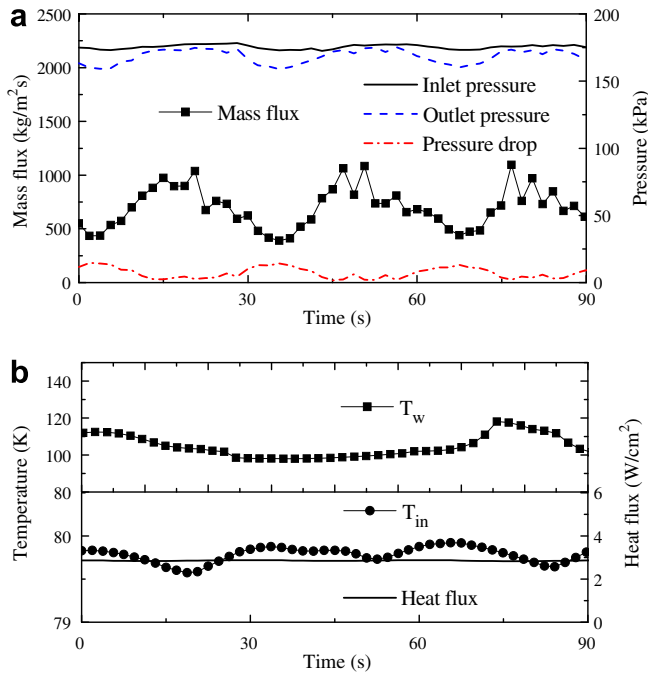 a
2500
200
2000
150
1500
100
1000
50
500
0
0
0
30
60
90
Mass flux (kg/m²s)
Pressure (kPa)
Inlet pressure
Outlet pressure
Pressure drop
Mass flux
Time (s)
b
140
120
100
80
6
80
4
2
79
0
0
30
60
90
Temperature (K)
Heat flux (W/cm²)
T_w
T_in
Heat flux
Time (s)